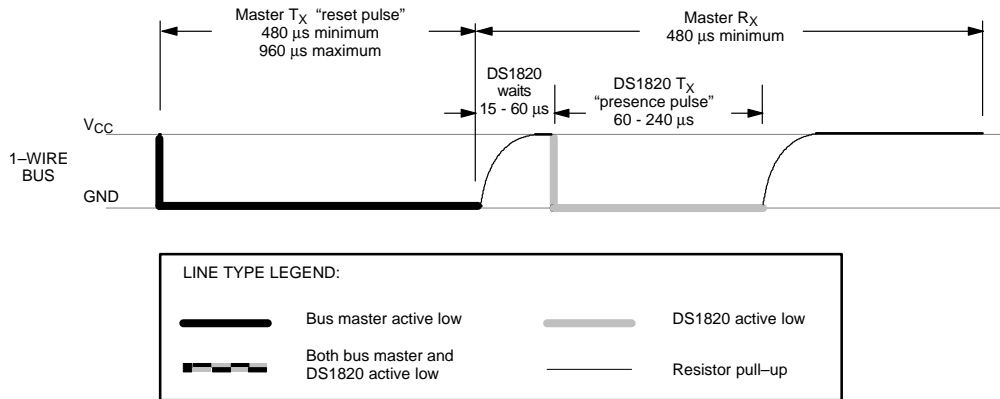 Master TX “reset pulse”
480 μs minimum
960 μs maximum
Master RX
480 μs minimum
DS1820
waits
15 - 60 μs
DS1820 TX
“presence pulse”
60 - 240 μs
VCC
1–WIRE
BUS
GND
LINE TYPE LEGEND:
Bus master active low
DS1820 active low
Both bus master and
DS1820 active low
Resistor pull–up